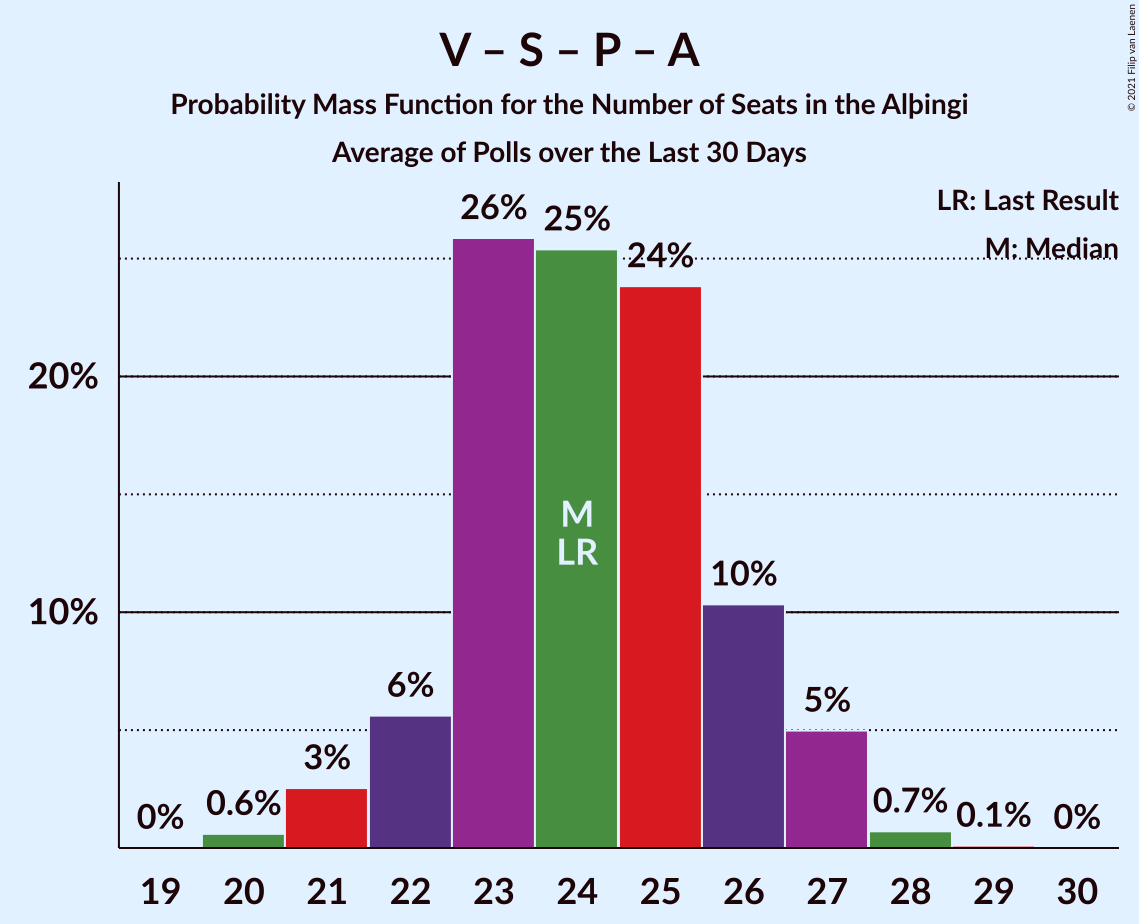 V – S – P – A
Probability Mass Function for the Number of Seats in the Alþingi
Average of Polls over the Last 30 Days
© 2021 Filip van Laenen
LR: Last Result
M: Median
20%
10%
0%
0.6%
3%
6%
26%
25%
24%
10%
5%
0.7%
0.1%
0%
M
LR
19 20 21 22 23 24 25 26 27 28 29 30